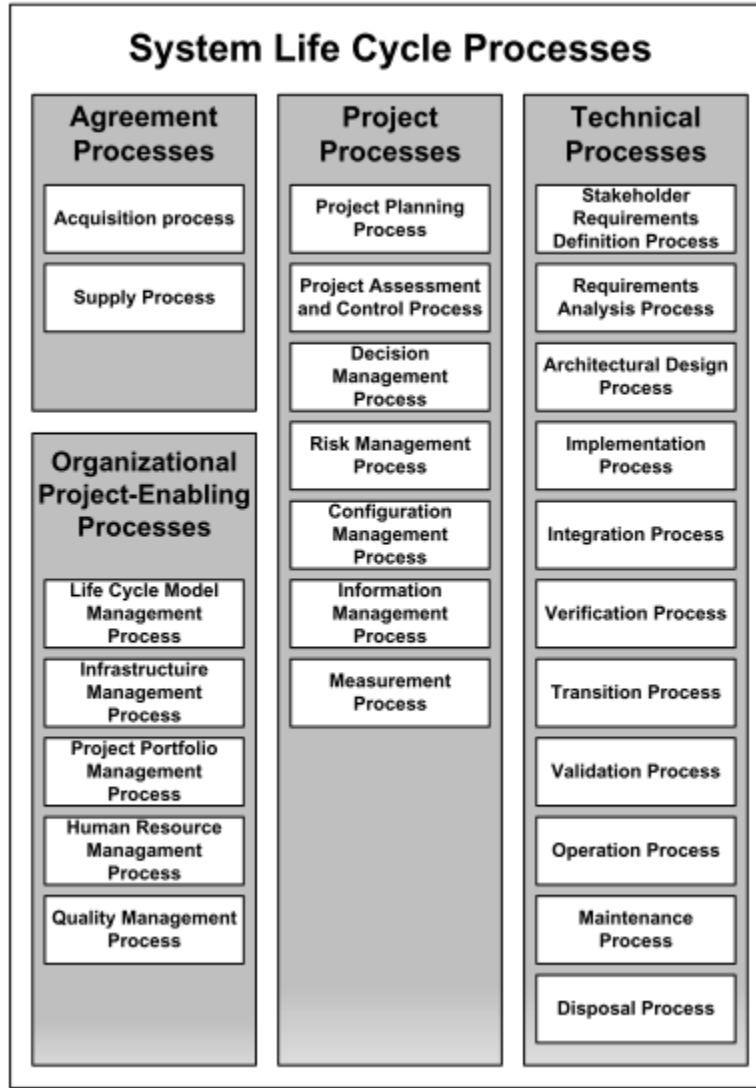 System Life Cycle Processes
Agreement
Processes
Acquisition process
Supply Process
Organizational
Project-Enabling
Processes
Life Cycle Model
Management
Process
Infrastructuire
Management
Process
Project Portfolio
Management
Process
Human Resource
Managament
Process
Quality Management
Process
Project
Processes
Project Planning
Process
Project Assessment
and Control Process
Decision
Management
Process
Risk Management
Process
Configuration
Management
Process
Information
Management
Process
Measurement
Process
Technical
Processes
Stakeholder
Requirements
Definition Process
Requirements
Analysis Process
Architectural Design
Process
Implementation
Process
Integration Process
Verification Process
Transition Process
Validation Process
Operation Process
Maintenance
Process
Disposal Process